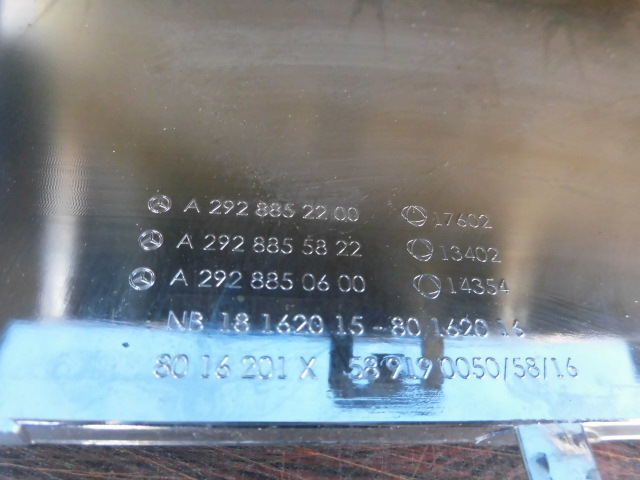 A 292 885 22 00 17602
A 292 885 58 22 13402
A 292 885 06 00 14354
NB 18 1620 15-80 1620 16
80 16 201 X 58 919 0050/58/16